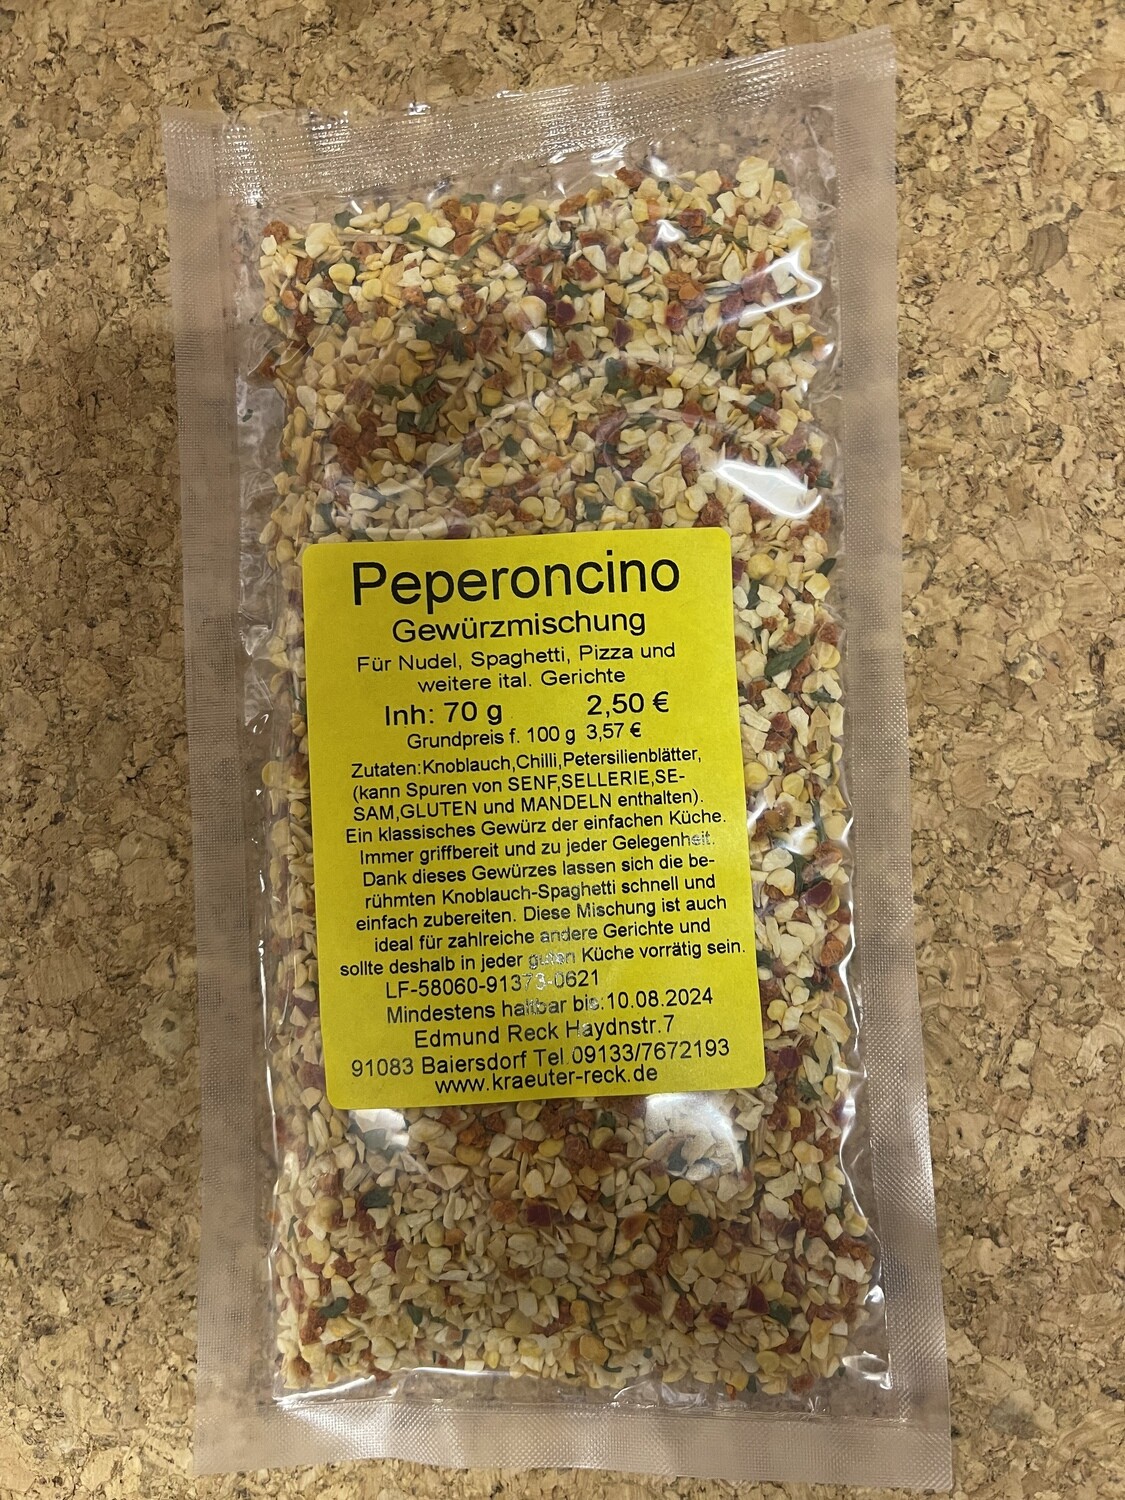 Peperoncino
Gewürzmischung
Für Nudel, Spaghetti, Pizza und
weitere ital. Gerichte
Inh: 70 g 2,50 €
Grundpreis f. 100 g 3,57 €
Zutaten:Knoblauch,Chilli,Petersilienblätter,
(kann Spuren von SENF,SELLERIE,SE-
SAM,GLUTEN und MANDELN enthalten).
Ein klassisches Gewürz der einfachen Küche.
Immer griffbereit und zu jeder Gelegenheit.
Dank dieses Gewürzes lassen sich die be-
rühmten Knoblauch-Spaghetti schnell und
einfach zubereiten. Diese Mischung ist auch
ideal für zahlreiche andere Gerichte und
sollte deshalb in jeder guten Küche vorrätig sein.
LF-58060-91373-0621
Mindestens haltbar bis:10.08.2024
Edmund Reck Haydnstr.7
91083 Baiersdorf Tel.09133/7672193
www.kraeuter-reck.de